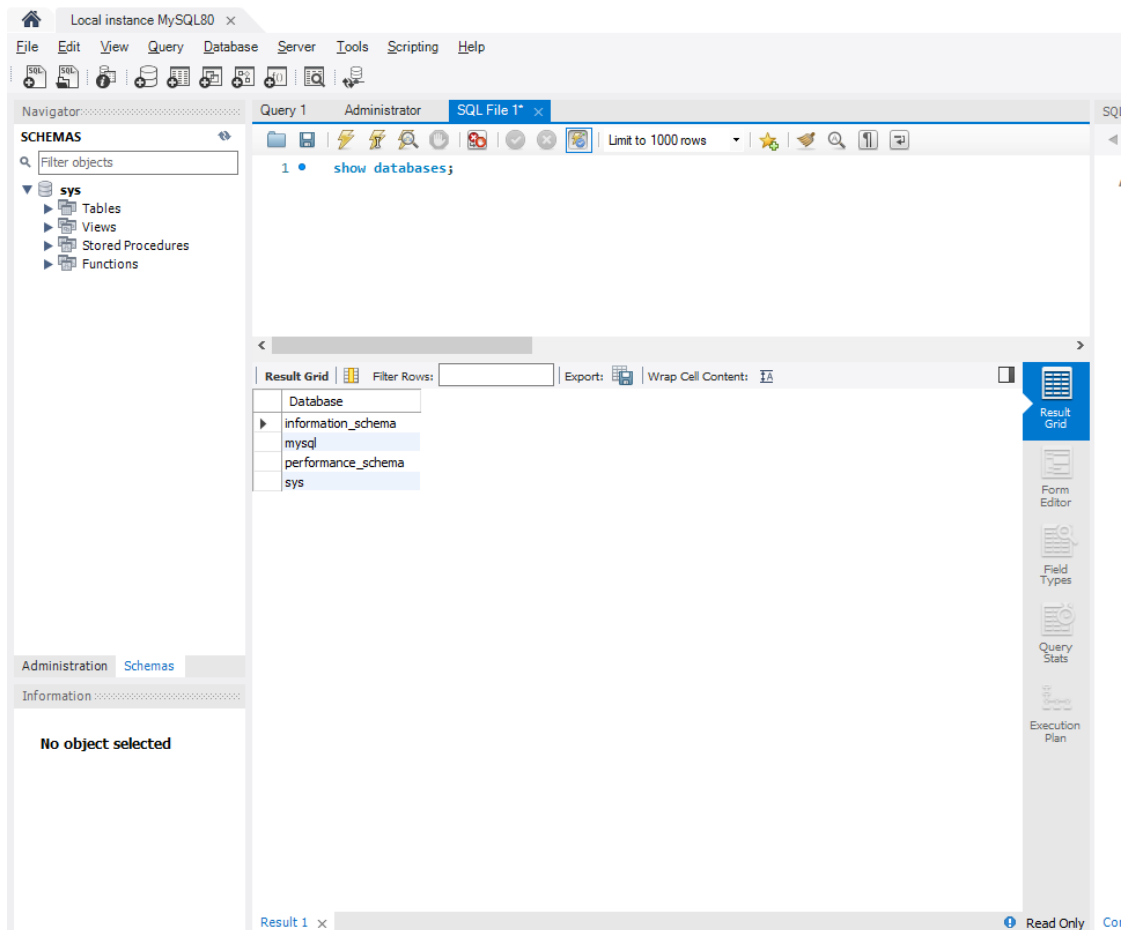 Local instance MySQL80
File Edit View Query Database Server Tools Scripting Help
SQL SQL
Navigator
SCHEMAS
Filter objects
sys
Tables
Views
Stored Procedures
Functions
Administration Schemas
Information
No object selected
Query 1 Administrator SQL File 1*
Limit to 1000 rows
1 show databases;
Result Grid Filter Rows: Export: Wrap Cell Content:
Database
information_schema
mysql
performance_schema
sys
Result
Grid
Form
Editor
Field
Types
Query
Stats
Execution
Plan
Result 1 Read Only